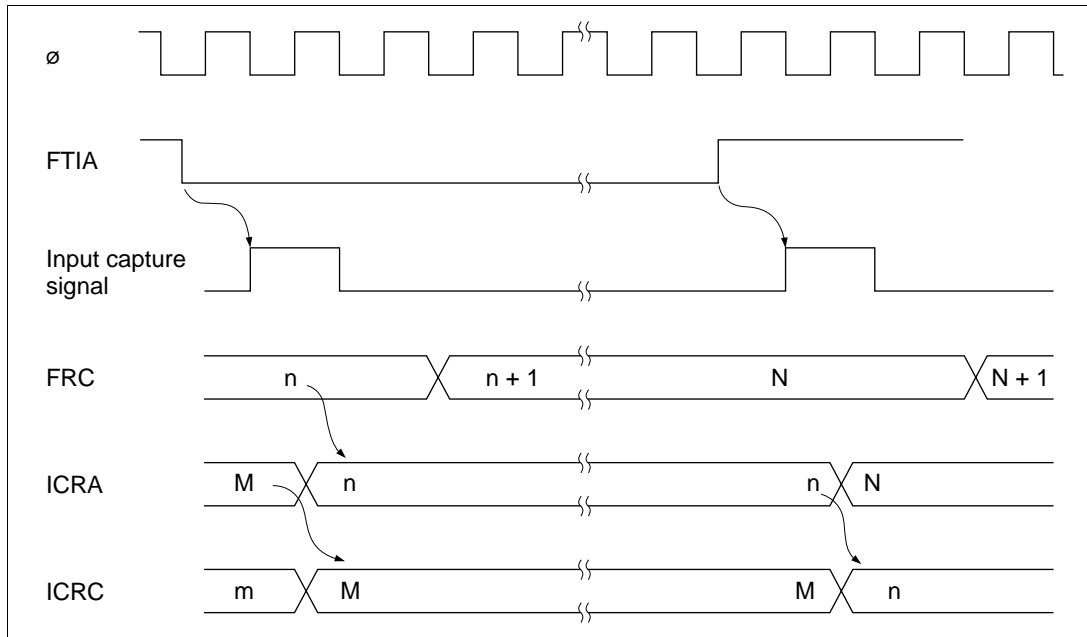 ø
FTIA
Input capture
signal
FRC
n
n + 1
N
N + 1
ICRA
M
n
n
N
ICRC
m
M
M
n